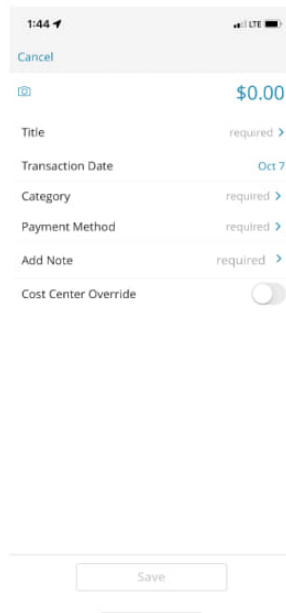 1:44 LTE
Cancel
$0.00
Title required >
Transaction Date Oct 7
Category required >
Payment Method required >
Add Note required >
Cost Center Override
Save